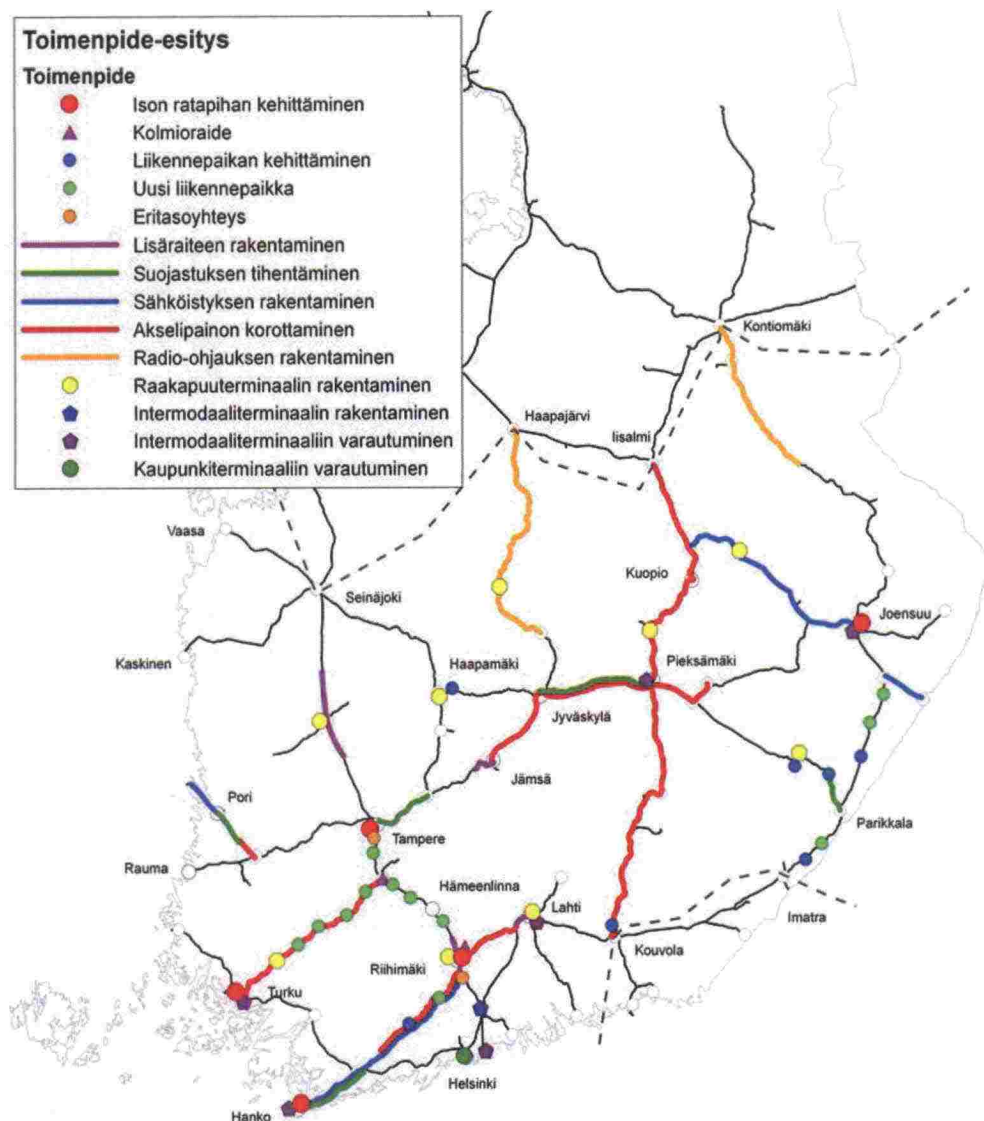 Toimenpide-esitys
Toimenpide
Ison ratapihan kehittäminen
Kolmioraide
Liikennepaikan kehittäminen
Uusi liikennepaikka
Eritasoyhteys
Lisäraiteen rakentaminen
Suojastuksen tihentäminen
Sähköistyksen rakentaminen
Akselipainon korottaminen
Radio-ohjauksen rakentaminen
Raakapuuterminaalin rakentaminen
Intermodaaliterminaalin rakentaminen
Intermodaaliterminaaliin varautuminen
Kaupunkiterminaaliin varautuminen
Kontiomäki
Haapajärvi
Iisalmi
Vaasa
Seinäjoki
Kuopio
Joensuu
Kaskinen
Haapamäki
Pieksämäki
Jyväskylä
Jämsä
Pori
Parikkala
Tampere
Rauma
Hämeenlinna
Lahti
Imatra
Kouvola
Riihimäki
Turku
Helsinki
Hanko